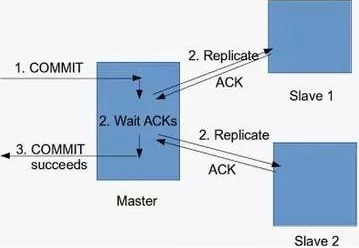 1. COMMIT
2. Replicate
ACK
Slave 1
2. Wait ACKs
2. Replicate
ACK
3. COMMIT
succeeds
Master
Slave 2